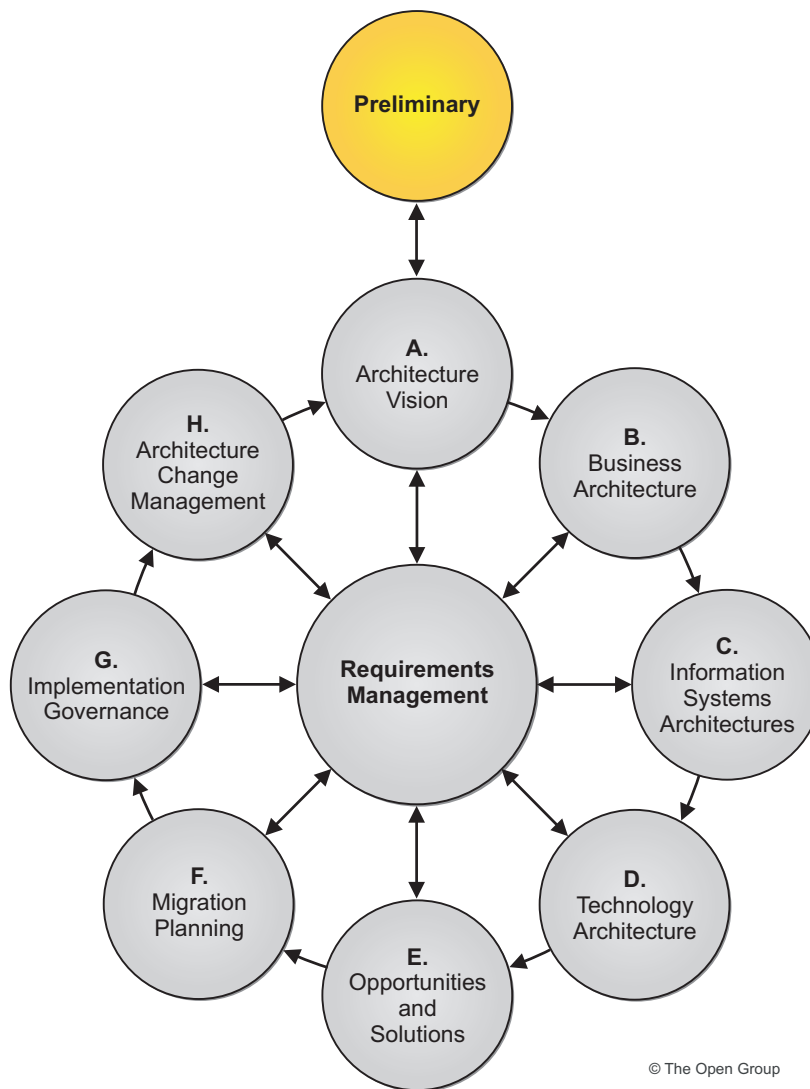 Preliminary
A.
Architecture
Vision
B.
Business
Architecture
C.
Information
Systems
Architectures
D.
Technology
Architecture
E.
Opportunities
and
Solutions
F.
Migration
Planning
G.
Implementation
Governance
H.
Architecture
Change
Management
Requirements
Management
© The Open Group